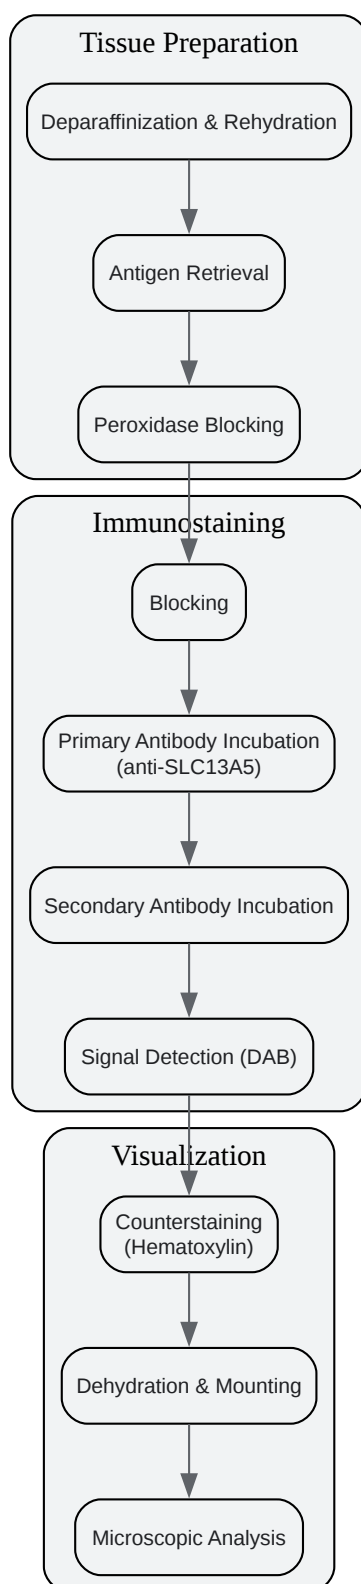 Tissue Preparation
Deparaffinization & Rehydration
Antigen Retrieval
Peroxidase Blocking
Immunostaining
Blocking
Primary Antibody Incubation
(anti-SLC13A5)
Secondary Antibody Incubation
Signal Detection (DAB)
Visualization
Counterstaining
(Hematoxylin)
Dehydration & Mounting
Microscopic Analysis